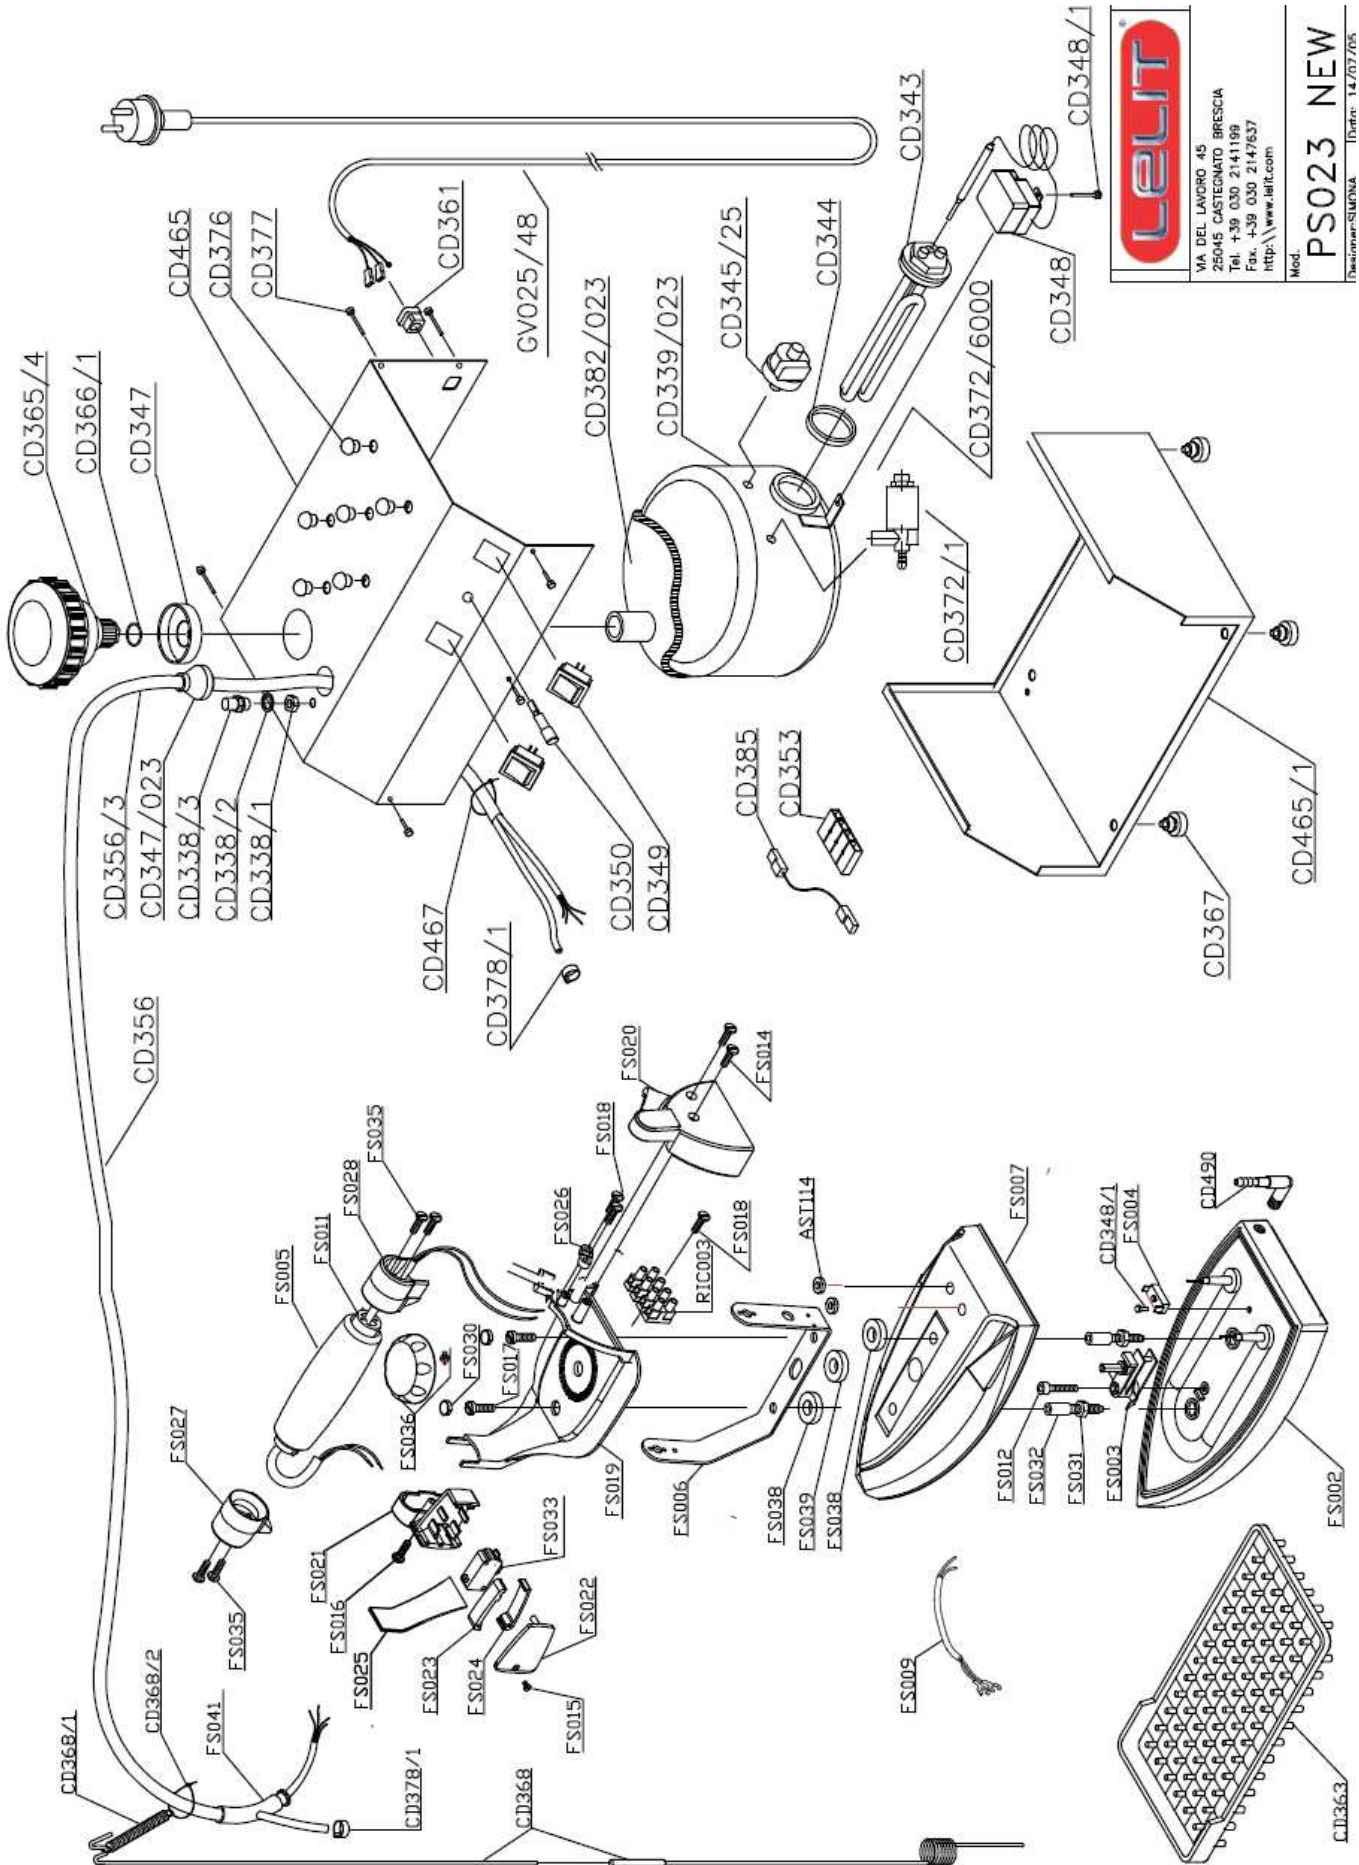 CD365/4
CD366/1
CD347
CD465
CD376
CD377
CD361
GV025/48
CD382/023
CD339/023
CD345/25
CD343
CD344
CD348/1
CD348
CD372/6000
CD372/1
CD356/3
CD347/023
CD338/3
CD338/2
CD338/1
CD467
CD378/1
CD350
CD349
CD385
CD353
CD465/1
CD367
CD356
FS035
FS028
FS011
FS005
FS027
FS035
FS030
FS017
FS036
FS026
FS018
FS020
FS014
FS018
RIC003
AST114
FS007
CD490
CD348/1
FS004
FS021
FS016
FS025
FS023
FS024
FS015
FS022
FS033
FS019
FS006
FS038
FS039
FS038
FS012
FS032
FS031
FS003
FS002
FS009
CD363
CD368/1
CD368/2
FS041
CD378/1
CD368
LELIT
®
VIA DEL LAVORO 45
25045 CASTEGNATO BRESCIA
Tel. +39 030 2141199
Fax. +39 030 2147637
http:\\www.lelit.com
Mod.
PS023 NEW
Designer:SIMONA Data: 14/07/05